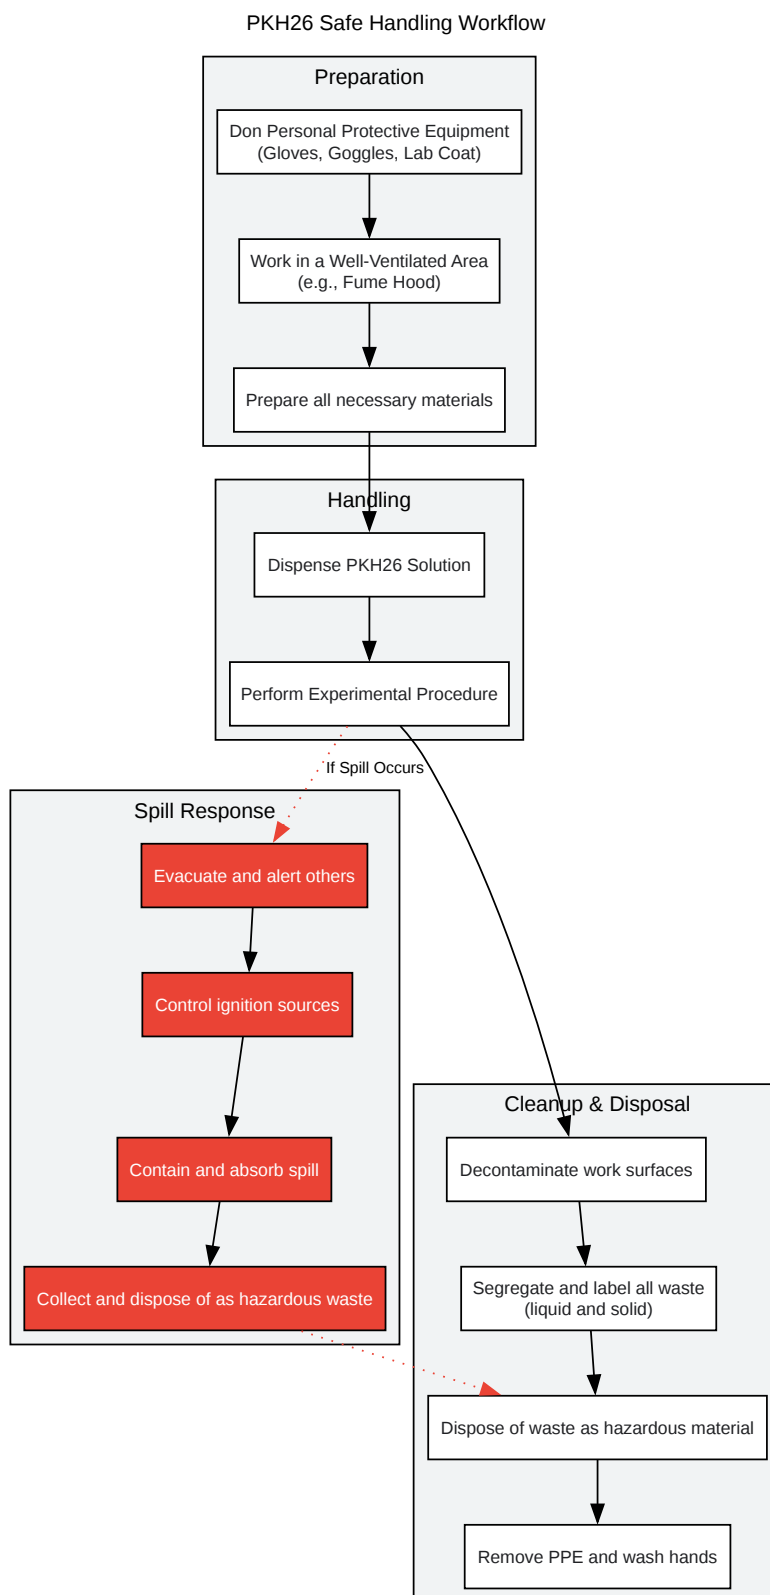 PKH26 Safe Handling Workflow
Preparation
Don Personal Protective Equipment
(Gloves, Goggles, Lab Coat)
Work in a Well-Ventilated Area
(e.g., Fume Hood)
Prepare all necessary materials
Handling
Dispense PKH26 Solution
Perform Experimental Procedure
If Spill Occurs
Spill Response
Evacuate and alert others
Control ignition sources
Contain and absorb spill
Collect and dispose of as hazardous waste
Cleanup & Disposal
Decontaminate work surfaces
Segregate and label all waste
(liquid and solid)
Dispose of waste as hazardous material
Remove PPE and wash hands